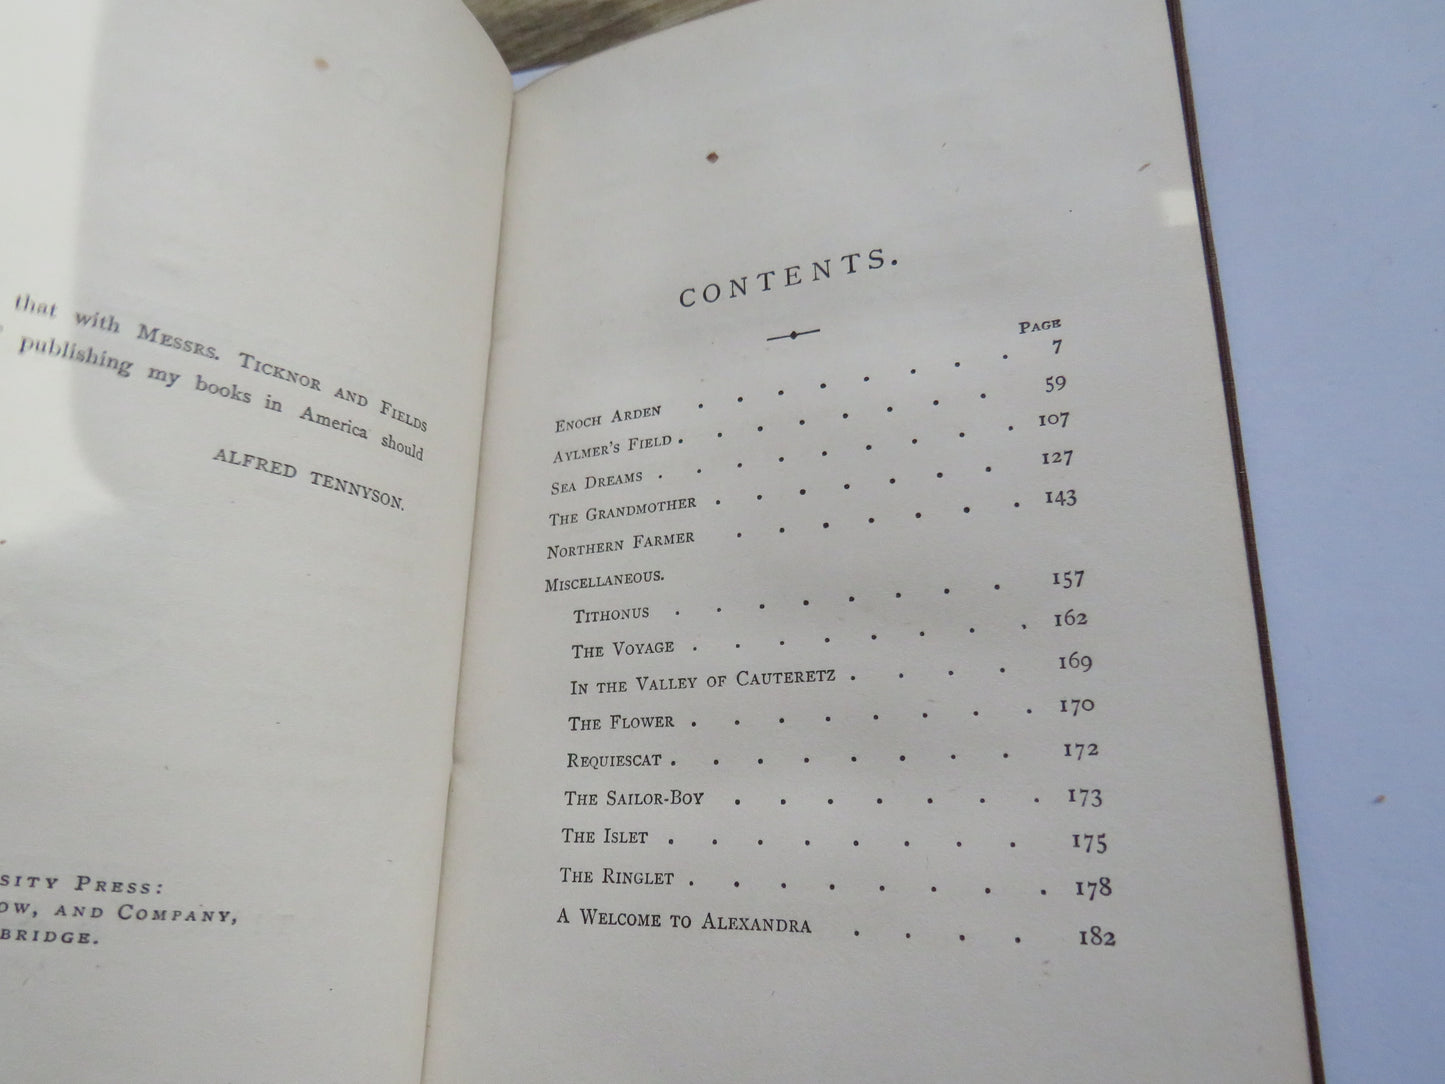 that with Messrs. Ticknor and Fields
publishing my books in America should
ALFRED TENNYSON.
SITY PRESS:
OW, AND COMPANY,
BRIDGE.
CONTENTS.
PAGE
ENOCH ARDEN . . . . . . . . 7
AYLMER'S FIELD . . . . . . . . 59
SEA DREAMS . . . . . . . . . 107
THE GRANDMOTHER . . . . . . . 127
NORTHERN FARMER . . . . . . . 143
MISCELLANEOUS.
TITHONUS . . . . . . . . 157
THE VOYAGE . . . . . . . . 162
IN THE VALLEY OF CAUTERETZ . . . . 169
THE FLOWER . . . . . . . . 170
REQUIESCAT . . . . . . . . 172
THE SAILOR-BOY . . . . . . . 173
THE ISLET . . . . . . . . 175
THE RINGLET . . . . . . . . 178
A WELCOME TO ALEXANDRA . . . . 182